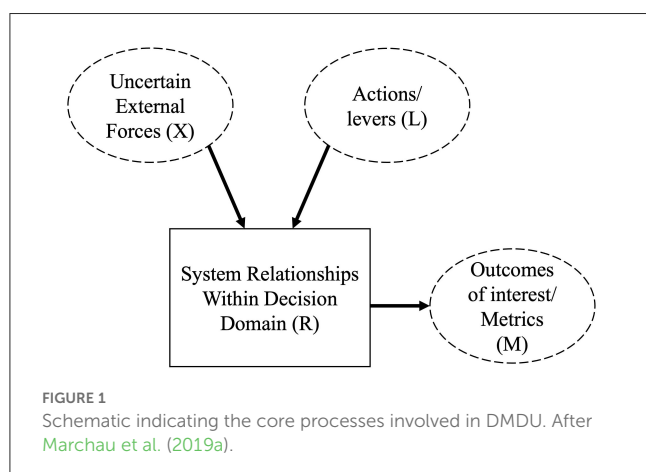 Uncertain
External
Forces (X)
Actions/
levers (L)
System Relationships
Within Decision
Domain (R)
Outcomes
of interest/
Metrics
(M)
FIGURE 1
Schematic indicating the core processes involved in DMDU. After
Marchau et al. (2019a).